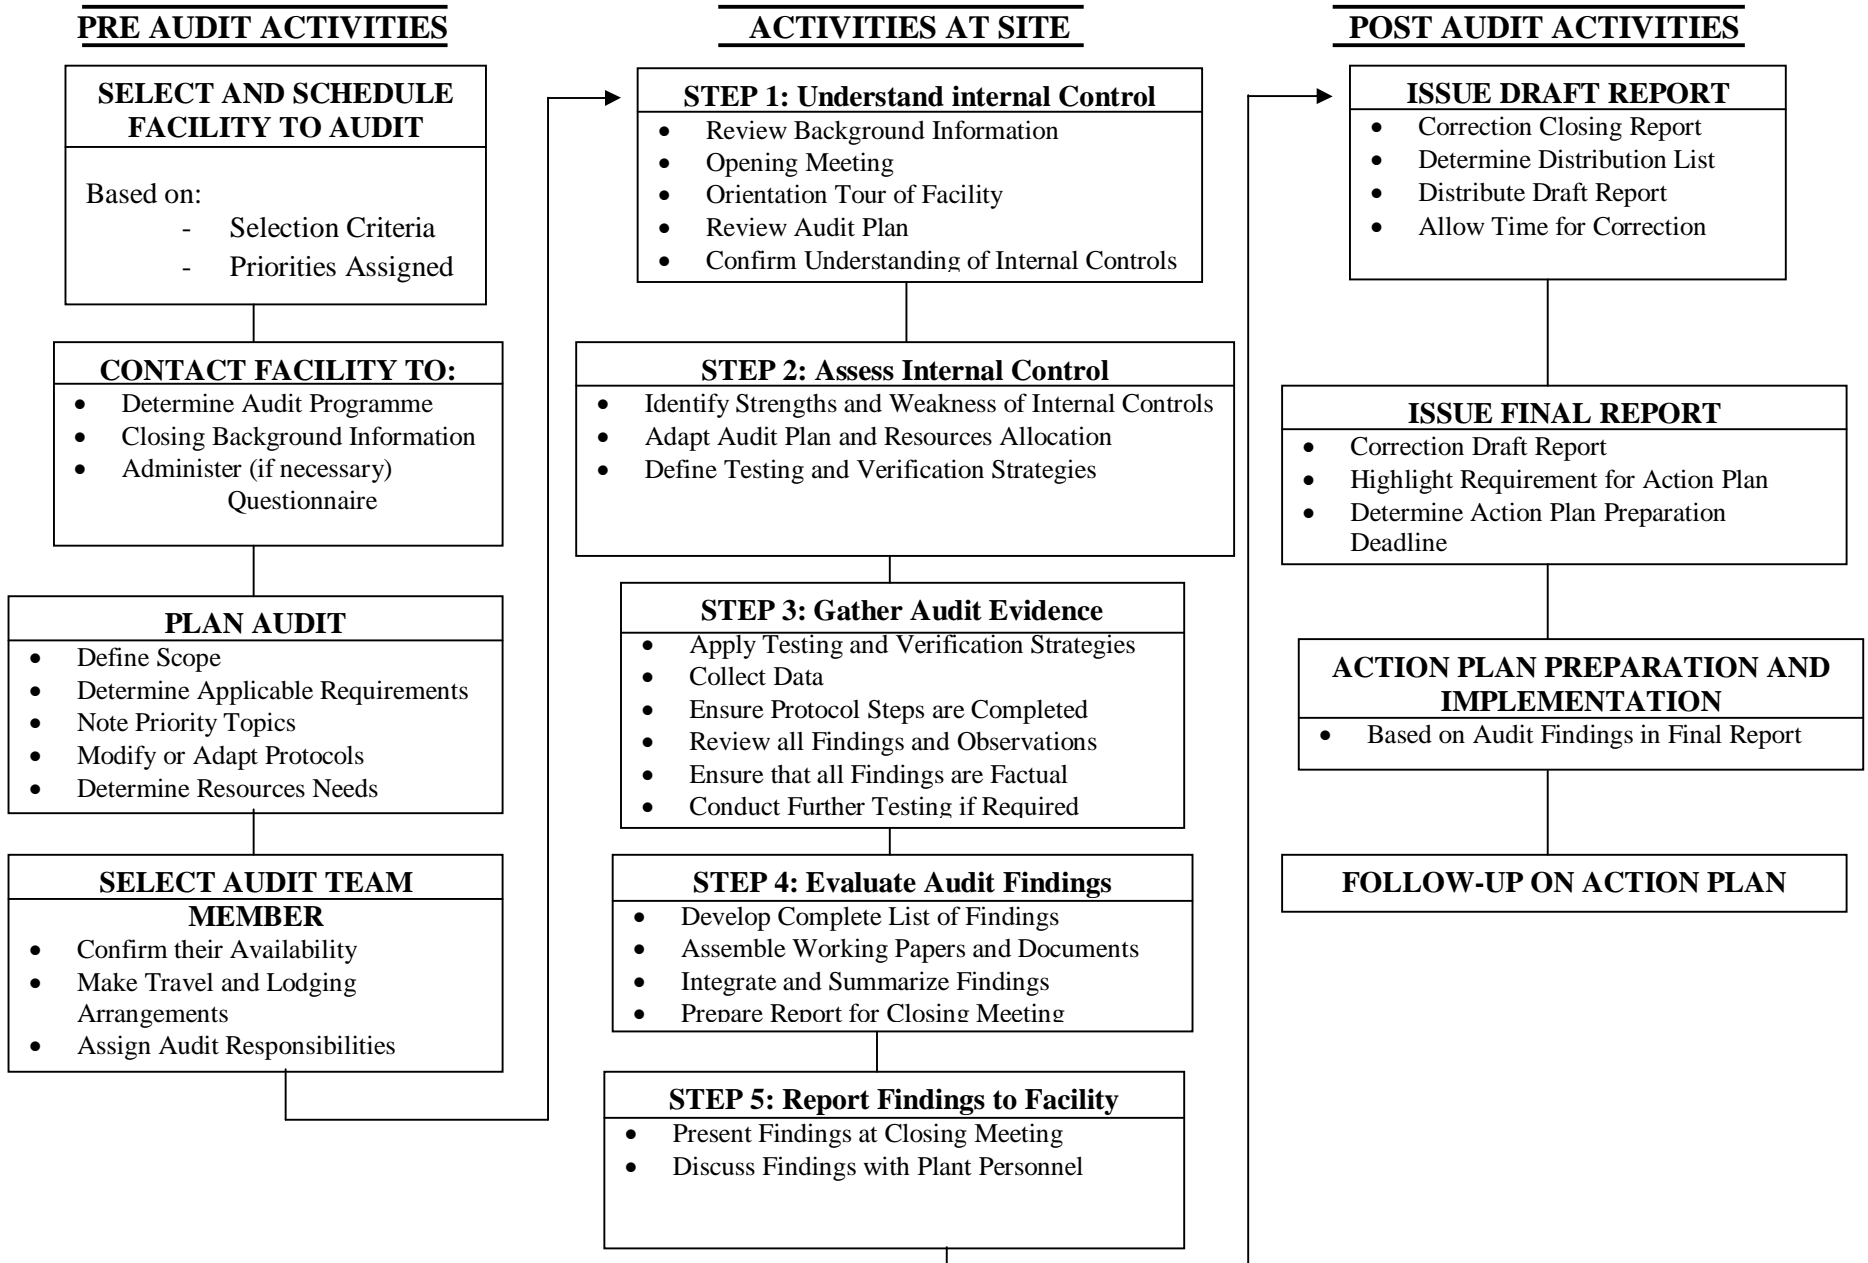 PRE AUDIT ACTIVITIES
SELECT AND SCHEDULE
FACILITY TO AUDIT
Based on:
- Selection Criteria
- Priorities Assigned
CONTACT FACILITY TO:
• Determine Audit Programme
• Closing Background Information
• Administer (if necessary)
Questionnaire
PLAN AUDIT
• Define Scope
• Determine Applicable Requirements
• Note Priority Topics
• Modify or Adapt Protocols
• Determine Resources Needs
SELECT AUDIT TEAM
MEMBER
• Confirm their Availability
• Make Travel and Lodging
Arrangements
• Assign Audit Responsibilities
ACTIVITIES AT SITE
STEP 1: Understand internal Control
• Review Background Information
• Opening Meeting
• Orientation Tour of Facility
• Review Audit Plan
• Confirm Understanding of Internal Controls
STEP 2: Assess Internal Control
• Identify Strengths and Weakness of Internal Controls
• Adapt Audit Plan and Resources Allocation
• Define Testing and Verification Strategies
STEP 3: Gather Audit Evidence
• Apply Testing and Verification Strategies
• Collect Data
• Ensure Protocol Steps are Completed
• Review all Findings and Observations
• Ensure that all Findings are Factual
• Conduct Further Testing if Required
STEP 4: Evaluate Audit Findings
• Develop Complete List of Findings
• Assemble Working Papers and Documents
• Integrate and Summarize Findings
• Prepare Report for Closing Meeting
STEP 5: Report Findings to Facility
• Present Findings at Closing Meeting
• Discuss Findings with Plant Personnel
POST AUDIT ACTIVITIES
ISSUE DRAFT REPORT
• Correction Closing Report
• Determine Distribution List
• Distribute Draft Report
• Allow Time for Correction
ISSUE FINAL REPORT
• Correction Draft Report
• Highlight Requirement for Action Plan
• Determine Action Plan Preparation
Deadline
ACTION PLAN PREPARATION AND
IMPLEMENTATION
• Based on Audit Findings in Final Report
FOLLOW-UP ON ACTION PLAN